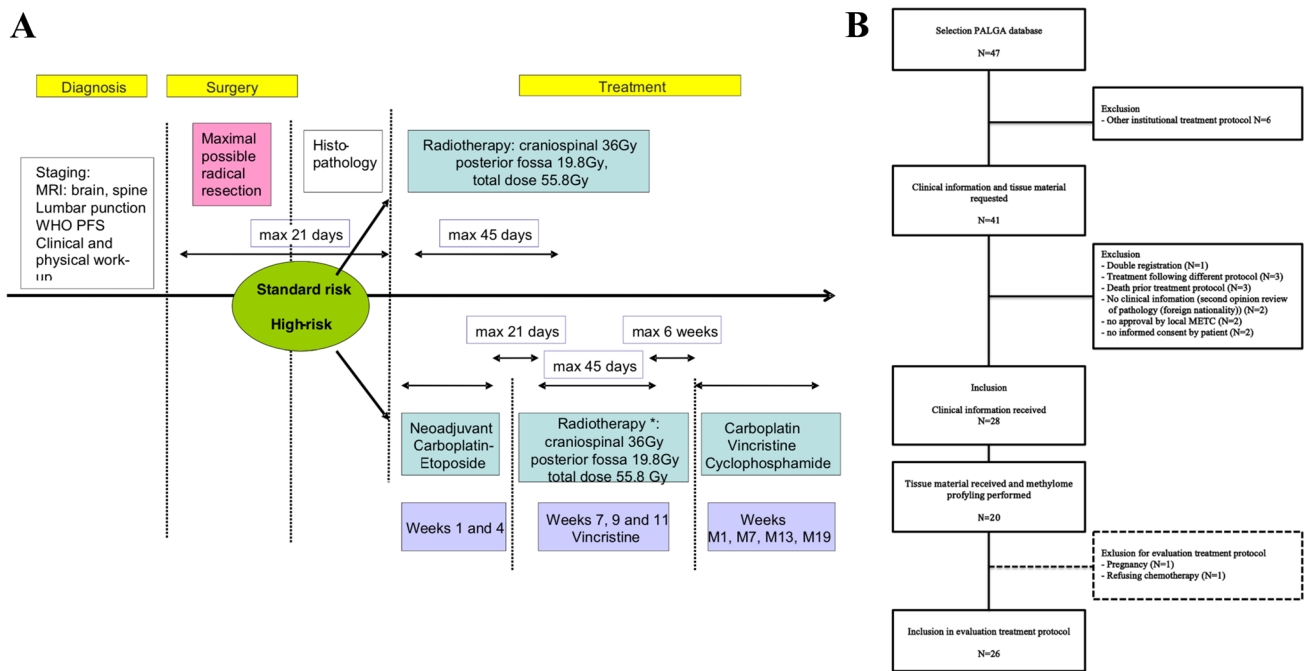 A
Diagnosis
Surgery
Treatment
Staging:
MRI: brain, spine
Lumbar punction
WHO PFS
Clinical and
physical work-
up
Maximal
possible
radical
resection
Histo-
pathology
Radiotherapy: craniospinal 36Gy
posterior fossa 19.8Gy,
total dose 55.8Gy
max 21 days
max 45 days
Standard risk
High-risk
max 21 days
max 6 weeks
max 45 days
Neoadjuvant
Carboplatin-
Etoposide
Radiotherapy *:
craniospinal 36Gy
posterior fossa 19.8Gy
total dose 55.8 Gy
Carboplatin
Vincristine
Cyclophosphamide
Weeks 1 and 4
Weeks 7, 9 and 11
Vincristine
Weeks
M1, M7, M13, M19
B
Selection PALGA database
N=47
Exclusion
- Other institutional treatment protocol N=6
Clinical information and tissue material
requested
N=41
Exclusion
- Double registration (N=1)
- Treatment following different protocol (N=3)
- Death prior treatment protocol (N=3)
- No clinical infomation (second opinion review
of pathology (foreign nationality)) (N=2)
- no approval by local METC (N=2)
- no informed consent by patient (N=2)
Inclusion
Clinical information received
N=28
Tissue material received and methylome
profyling performed
N=20
Exlusion for evaluation treatment protocol
- Pregnancy (N=1)
- Refusing chemotherapy (N=1)
Inclusion in evaluation treatment protocol
N=26